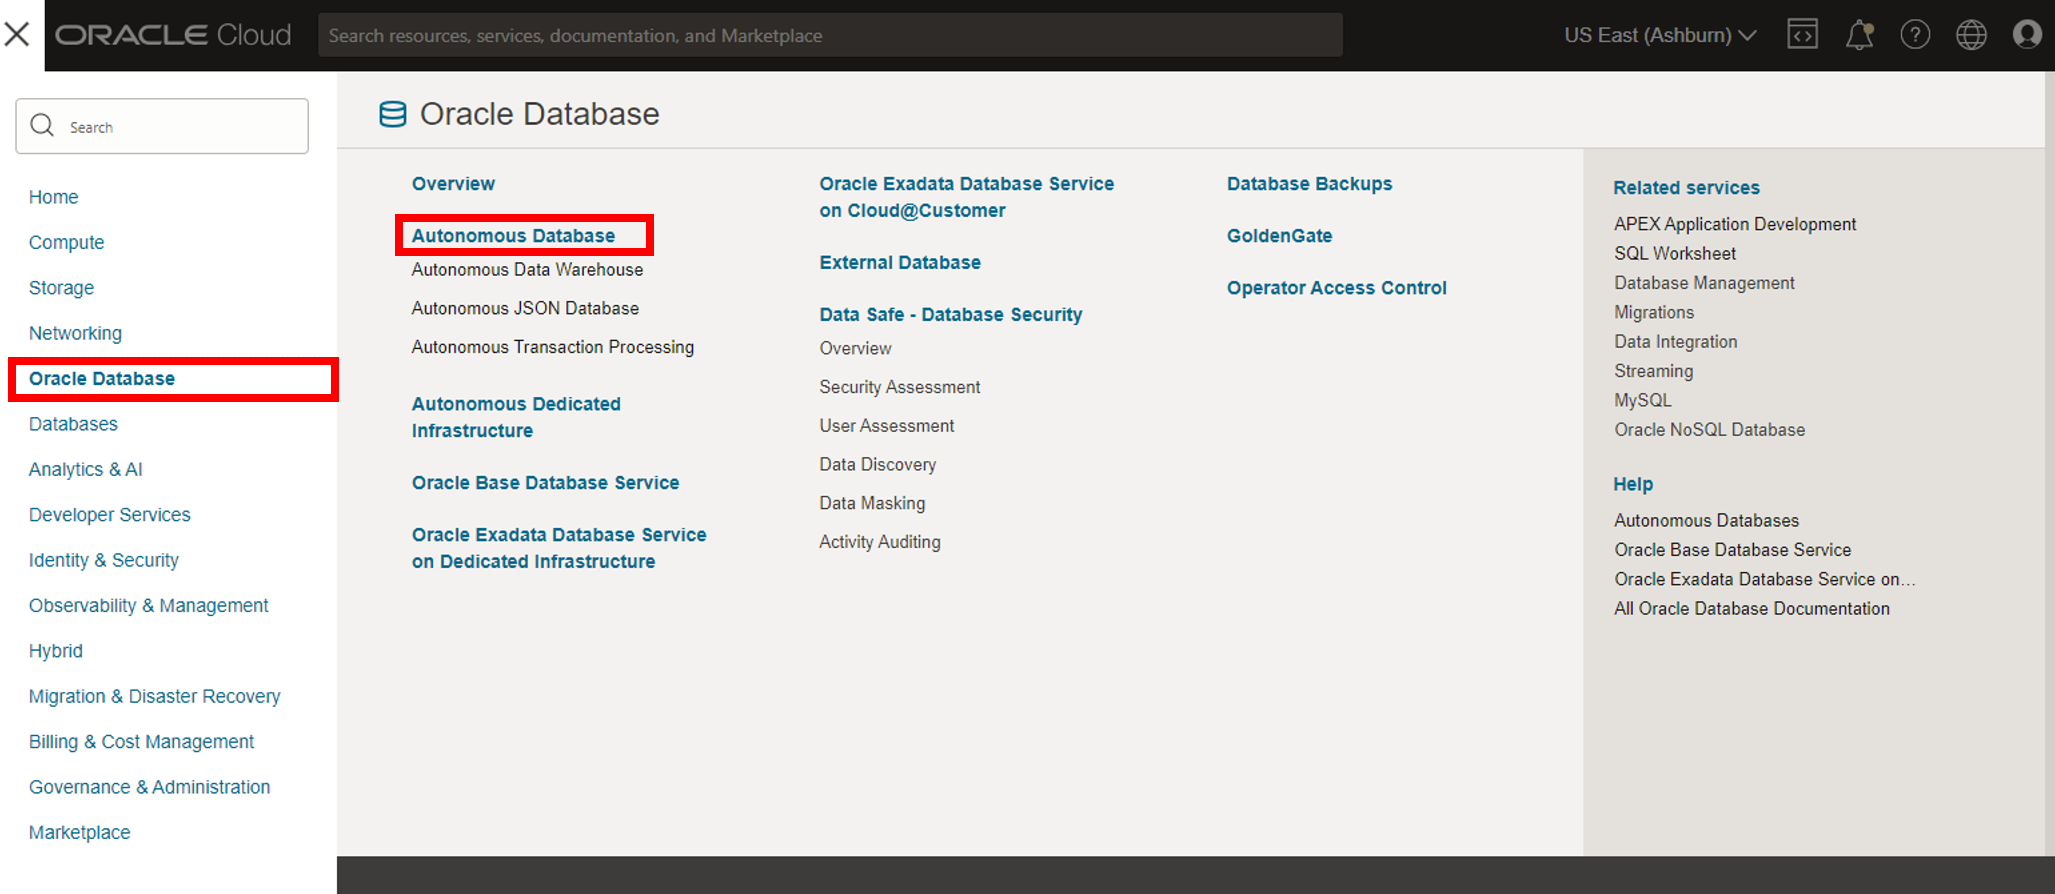 ORACLE Cloud
Search resources, services, documentation, and Marketplace
US East (Ashburn)
Search
Home
Compute
Storage
Networking
Oracle Database
Databases
Analytics & AI
Developer Services
Identity & Security
Observability & Management
Hybrid
Migration & Disaster Recovery
Billing & Cost Management
Governance & Administration
Marketplace
Oracle Database
Overview
Autonomous Database
Autonomous Data Warehouse
Autonomous JSON Database
Autonomous Transaction Processing
Autonomous Dedicated
Infrastructure
Oracle Base Database Service
Oracle Exadata Database Service
on Dedicated Infrastructure
Oracle Exadata Database Service
on Cloud@Customer
External Database
Data Safe - Database Security
Overview
Security Assessment
User Assessment
Data Discovery
Data Masking
Activity Auditing
Database Backups
GoldenGate
Operator Access Control
Related services
APEX Application Development
SQL Worksheet
Database Management
Migrations
Data Integration
Streaming
MySQL
Oracle NoSQL Database
Help
Autonomous Databases
Oracle Base Database Service
Oracle Exadata Database Service on...
All Oracle Database Documentation